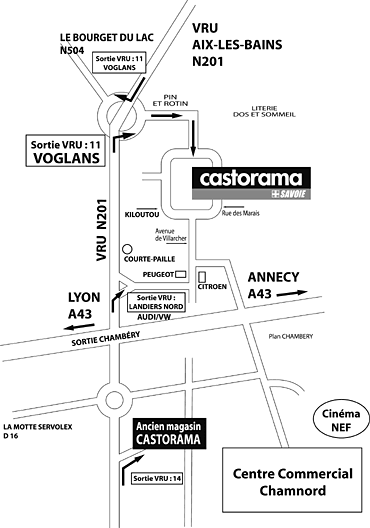 VRU
AIX-LES-BAINS
N201
LE BOURGET DU LAC
N504
Sortie VRU : 11
VOGLANS
PIN
ET ROTIN
LITERIE
DOS ET SOMMEIL
Sortie VRU : 11
VOGLANS
castorama
SAVOIE
KILOUTOU
Rue des Marais
VRU N201
Avenue
de Villarcher
COURTE-PAILLE
PEUGEOT
CITROEN
ANNECY
A43
LYON
A43
Sortie VRU :
LANDIERS NORD
AUDI/VW
SORTIE CHAMBÉRY
Plan CHAMBERY
LA MOTTE SERVOLEX
D 16
Ancien magasin
CASTORAMA
Cinéma
NEF
Sortie VRU : 14
Centre Commercial
Chamnord